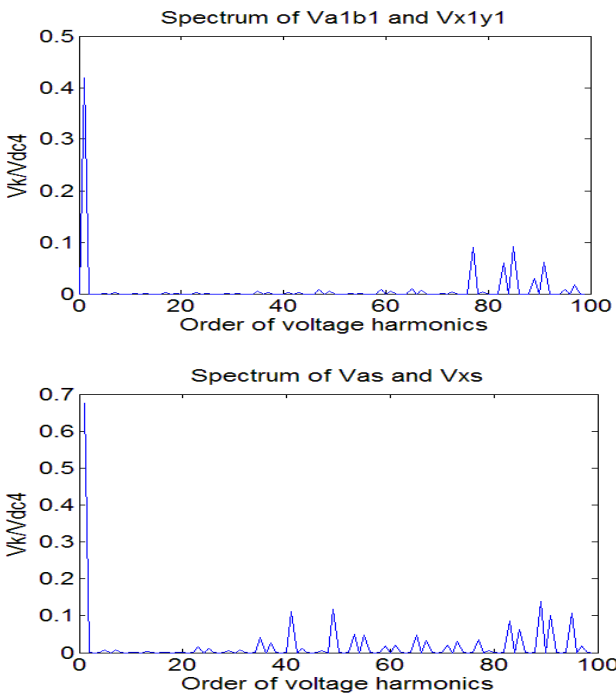 Spectrum of Va1b1 and Vx1y1
0.5
0.4
0.3
0.2
0.1
0
Vk/Vdc4
0 20 40 60 80 100
Order of voltage harmonics
Spectrum of Vas and Vxs
0.7
0.6
0.5
0.4
0.3
0.2
0.1
0
Vk/Vdc4
0 20 40 60 80 100
Order of voltage harmonics